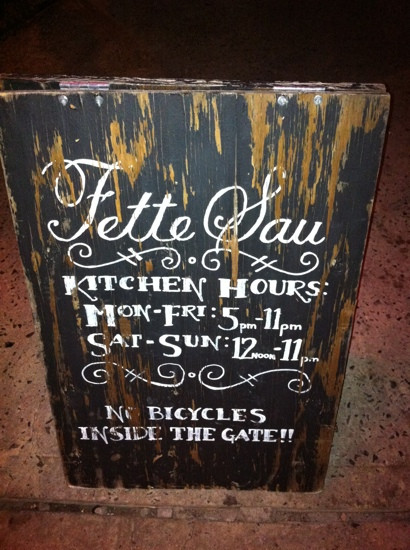 Fette Sau
KITCHEN HOURS:
MON-FRI: 5pm-11pm
SAT-SUN: 12NOON-11pm
NO BICYCLES
INSIDE THE GATE!!